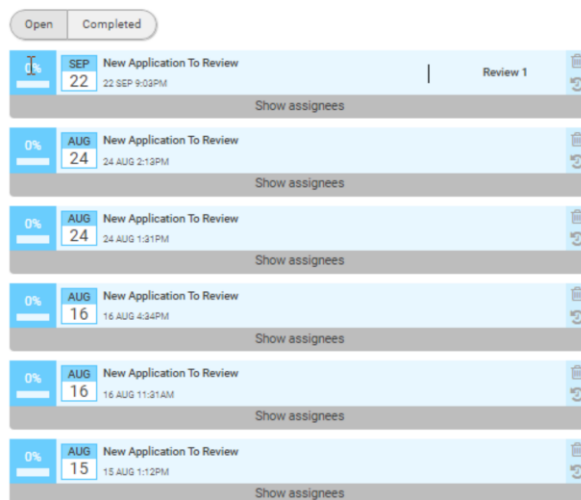 Open Completed
0% SEP 22 New Application To Review
22 SEP 9:03PM
Review 1
Show assignees
0% AUG 24 New Application To Review
24 AUG 2:13PM
Show assignees
0% AUG 24 New Application To Review
24 AUG 1:31PM
Show assignees
0% AUG 16 New Application To Review
16 AUG 4:34PM
Show assignees
0% AUG 16 New Application To Review
16 AUG 11:31AM
Show assignees
0% AUG 15 New Application To Review
15 AUG 1:12PM
Show assignees